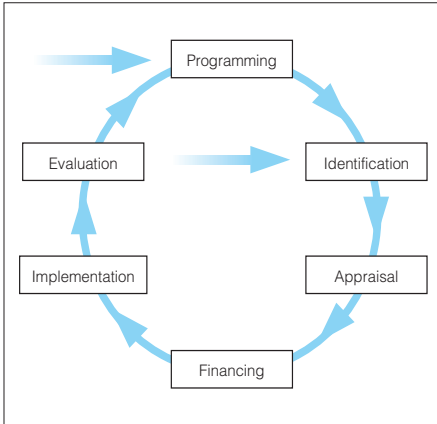 Programming
Evaluation
Identification
Implementation
Appraisal
Financing